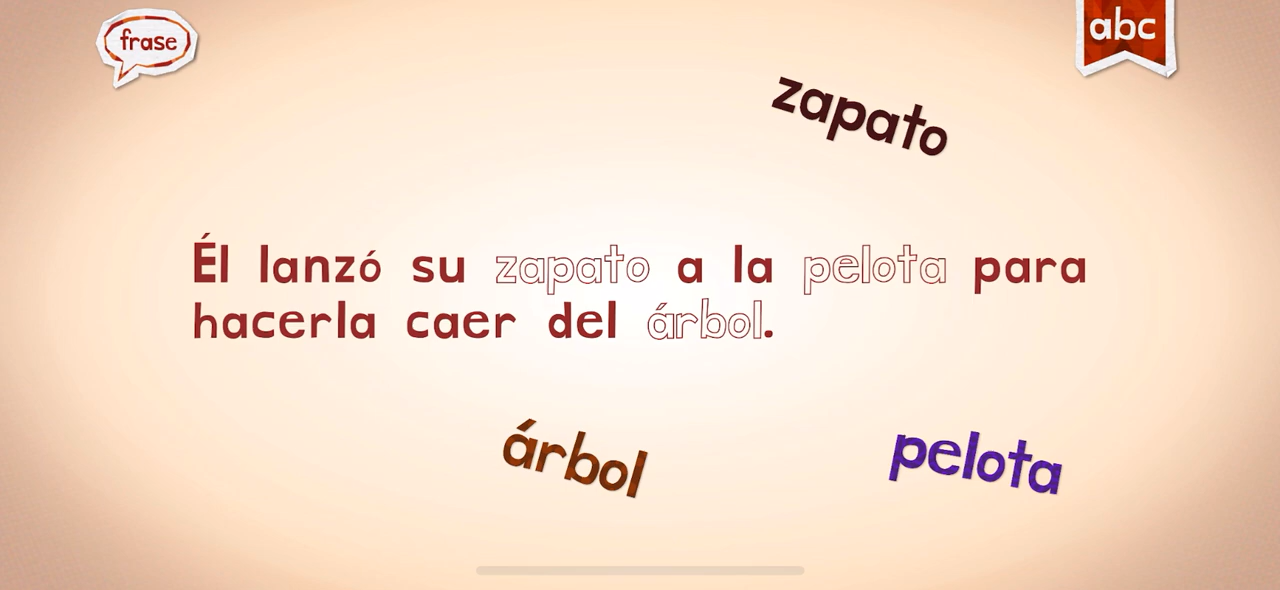 frase
abc
zapato
Él lanzó su zapato a la pelota para
hacerla caer del árbol.
árbol
pelota